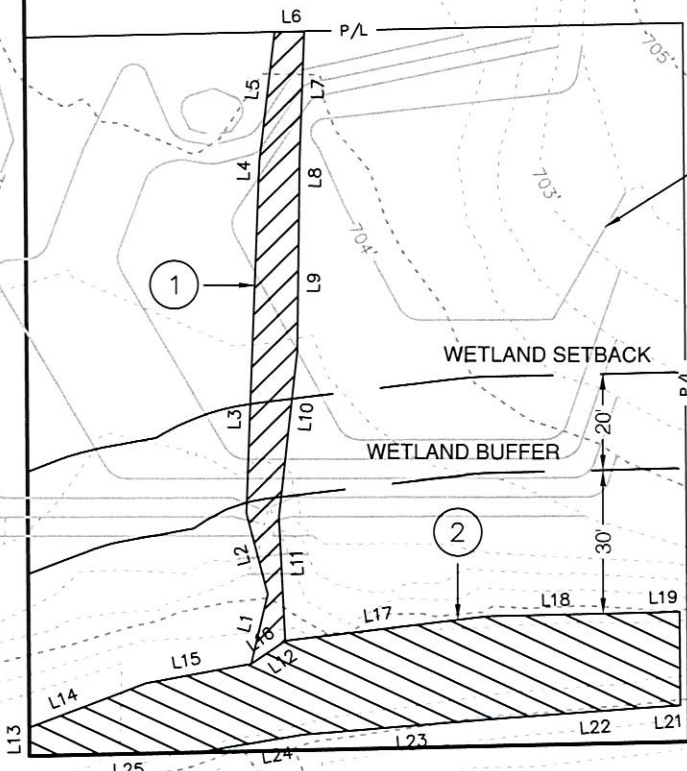 L6
P/L
705'
L5
L7
L4
L8
703'
704'
1
L9
WETLAND SETBACK
P/L
L3
L10
20'
WETLAND BUFFER
2
L2
L11
30'
L1
L16
L17
L18
L19
L12
L15
L14
L13
L21
L22
L23
L24
L25